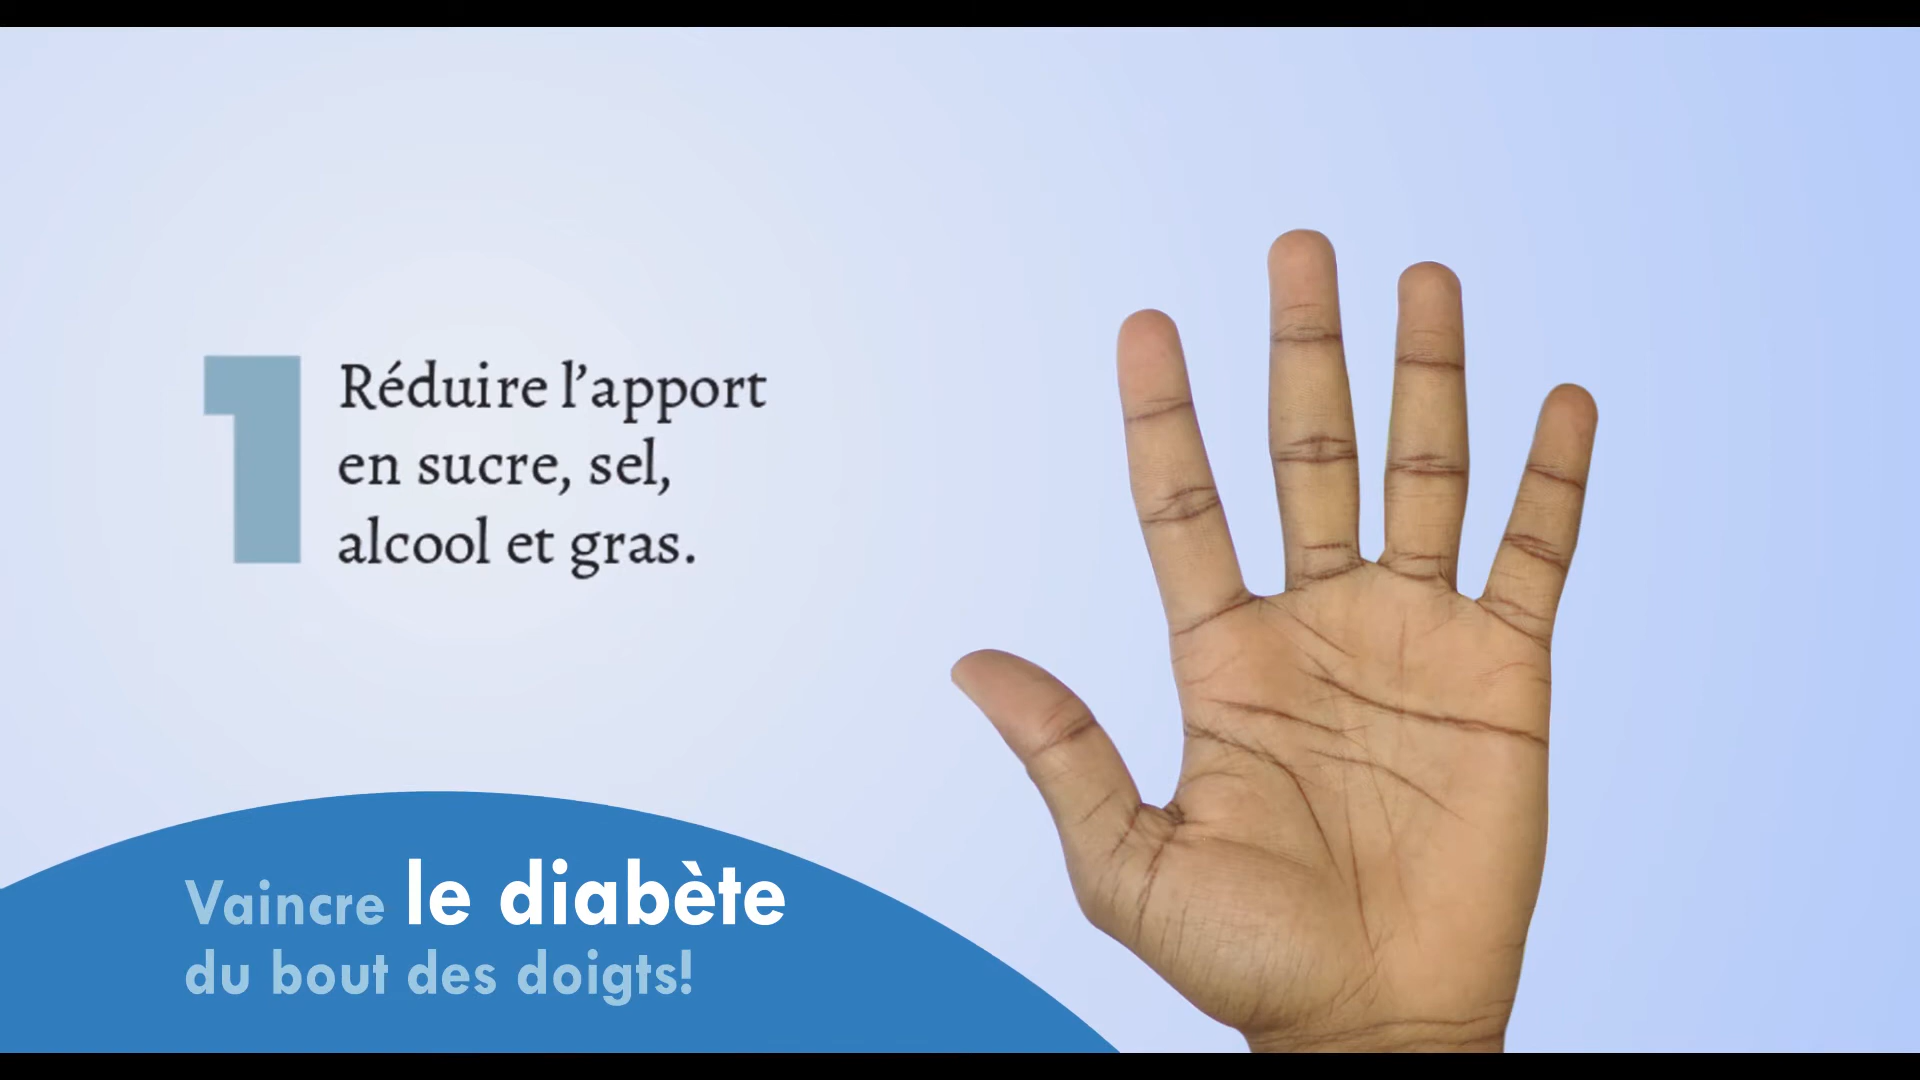 1
Réduire l’apport
en sucre, sel,
alcool et gras.
Vaincre le diabète
du bout des doigts!